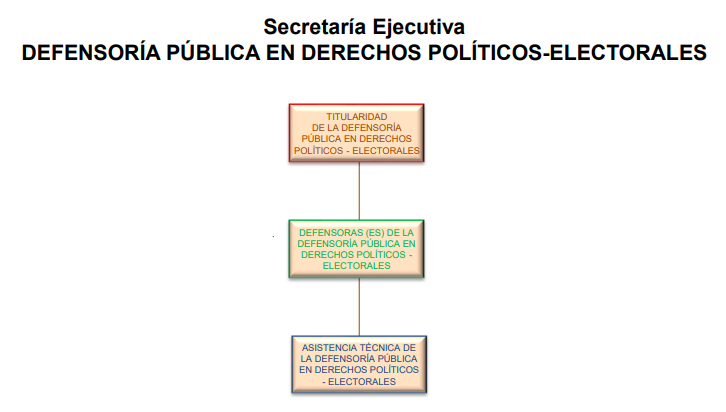 Secretaría Ejecutiva
DEFENSORÍA PÚBLICA EN DERECHOS POLÍTICOS-ELECTORALES
TITULARIDAD
DE LA DEFENSORÍA
PÚBLICA EN DERECHOS
POLÍTICOS - ELECTORALES
DEFENSORAS (ES) DE LA
DEFENSORÍA PÚBLICA EN
DERECHOS POLÍTICOS -
ELECTORALES
ASISTENCIA TÉCNICA DE
LA DEFENSORÍA PÚBLICA
EN DERECHOS POLÍTICOS
- ELECTORALES